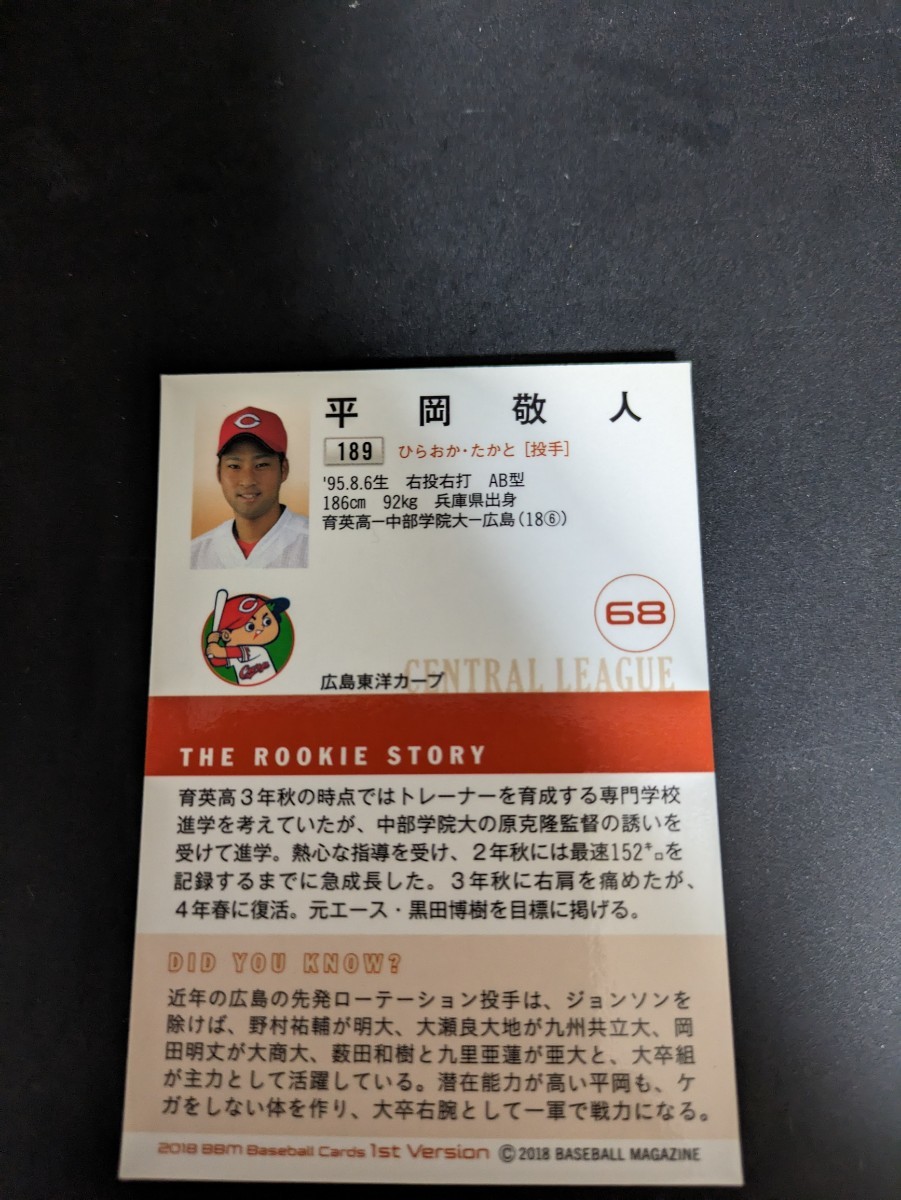 平岡敬人
189 ひらおか・たかと [投手]
'95.8.6生 右投右打 AB型
186cm 92kg 兵庫県出身
育英高ー中部学院大ー広島(18⑥)
C
C
Carp
68
広島東洋カープ
CENTRAL LEAGUE
THE ROOKIE STORY
育英高3年秋の時点ではトレーナーを育成する専門学校
進学を考えていたが、中部学院大の原克隆監督の誘いを
受けて進学。熱心な指導を受け、2年秋には最速152㌔を
記録するまでに急成長した。3年秋に右肩を痛めたが、
4年春に復活。元エース・黒田博樹を目標に掲げる。
DID YOU KNOW?
近年の広島の先発ローテーション投手は、ジョンソンを
除けば、野村祐輔が明大、大瀬良大地が九州共立大、岡
田明丈が大商大、薮田和樹と九里亜蓮が亜大と、大卒組
が主力として活躍している。潜在能力が高い平岡も、ケ
ガをしない体を作り、大卒右腕として一軍で戦力になる。
2018 BBM Baseball Cards 1st Version ©2018 BASEBALL MAGAZINE